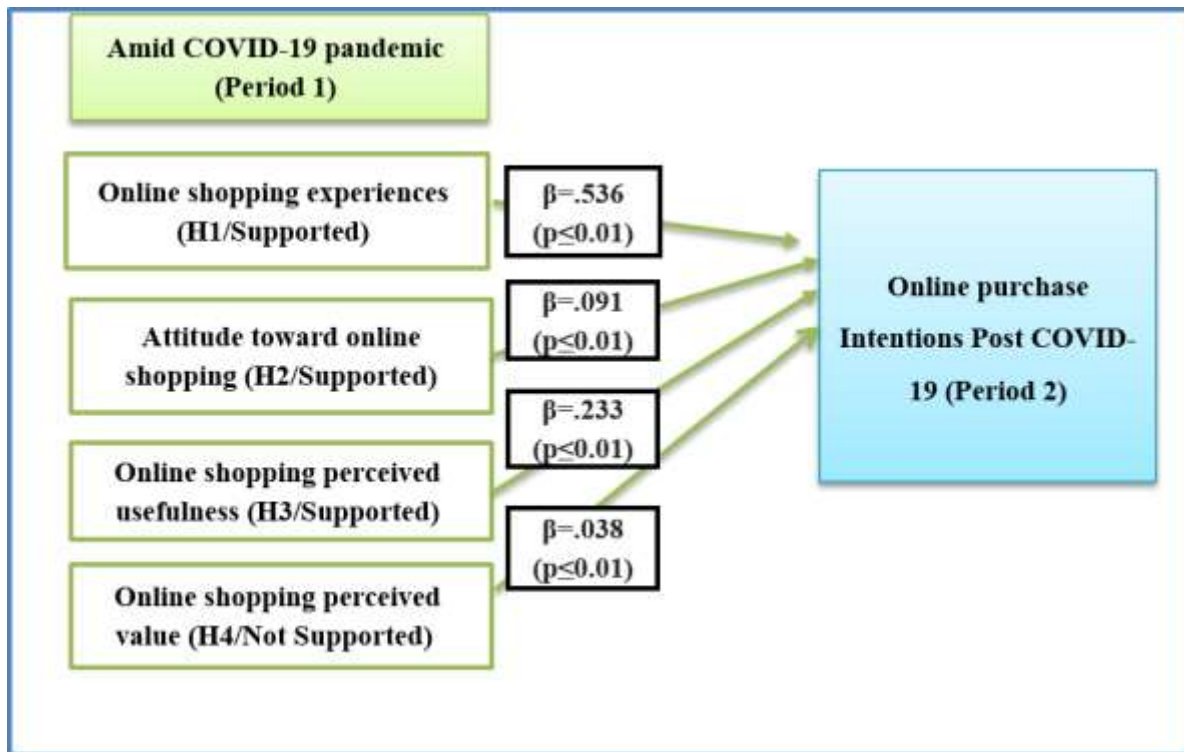 Amid COVID-19 pandemic
(Period 1)
Online shopping experiences
(H1/Supported)
β=.536
(p≤0.01)
Attitude toward online
shopping (H2/Supported)
β=.091
(p≤0.01)
Online shopping perceived
usefulness (H3/Supported)
β=.233
(p≤0.01)
Online shopping perceived
value (H4/Not Supported)
β=.038
(p≤0.01)
Online purchase
Intentions Post COVID-
19 (Period 2)